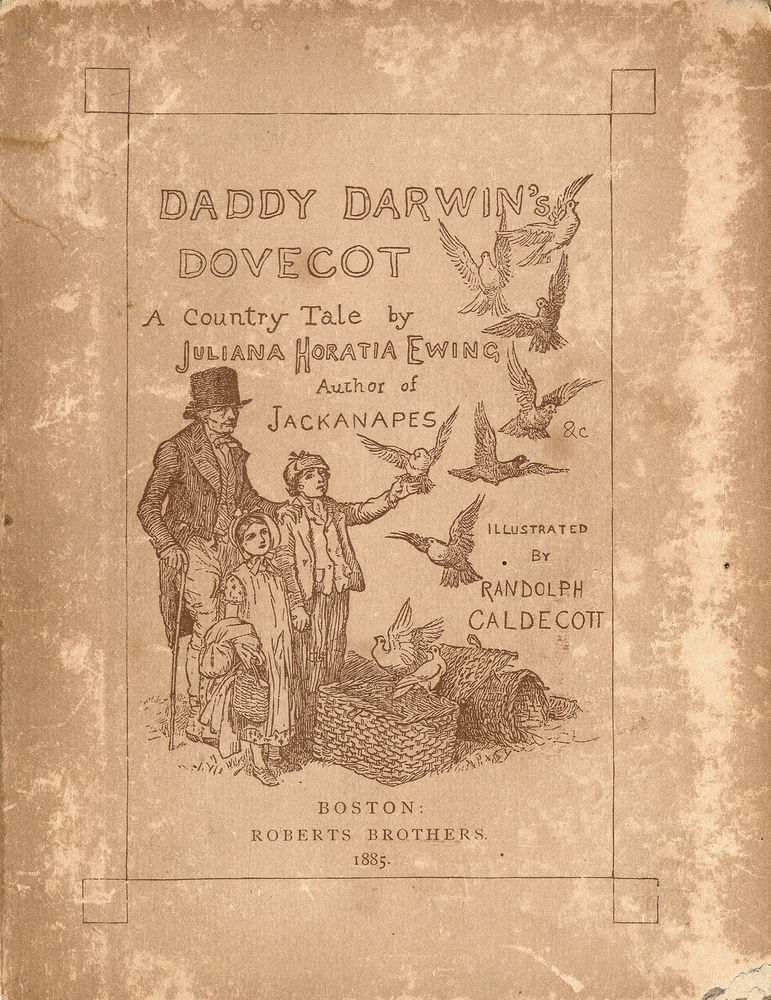 DADDY DARWIN's
DOVECOT
A Country Tale by
JULIANA HORATIA EWING
Author of
JACKANAPES
&c.
ILLUSTRATED
BY
RANDOLPH
CALDECOTT
BOSTON:
ROBERTS BROTHERS.
1885.